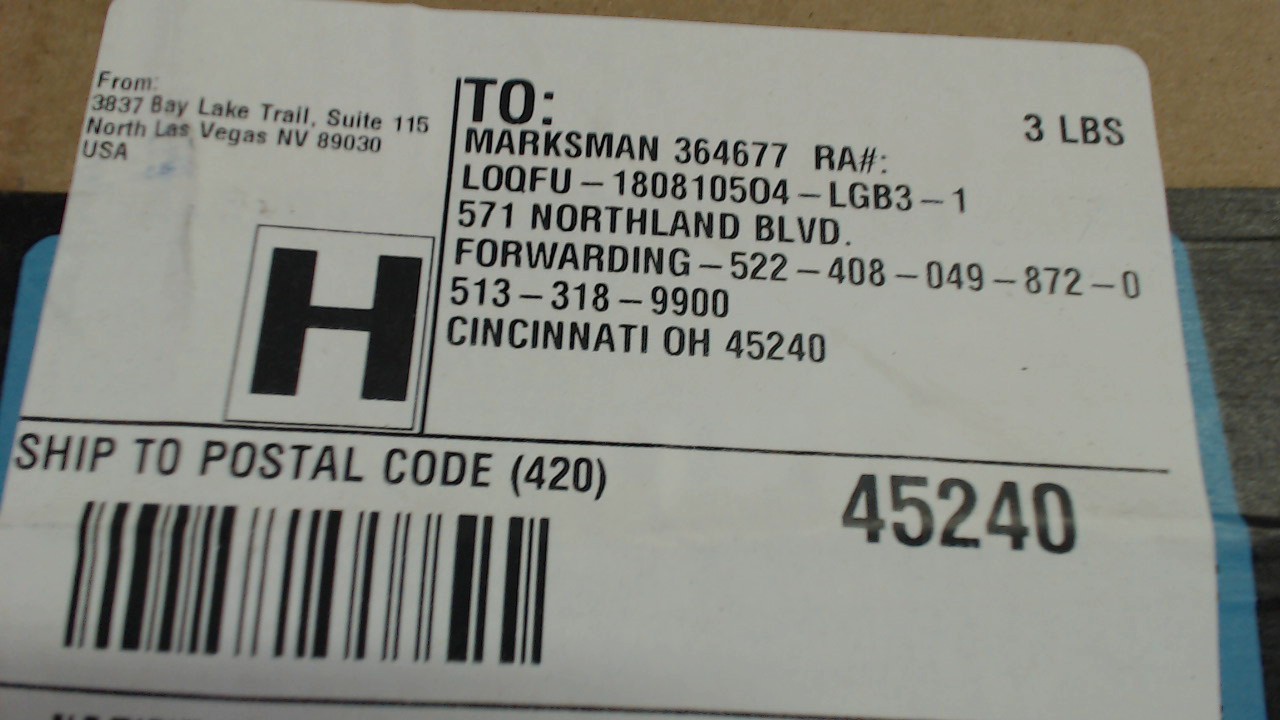 From:
3837 Bay Lake Trail, Suite 115
North Las Vegas NV 89030
USA
TO:
3 LBS
MARKSMAN 364677 RA#:
LOQFU-180810504-LGB3-1
571 NORTHLAND BLVD.
FORWARDING-522-408-049-872-0
513-318-9900
CINCINNATI OH 45240
H
SHIP TO POSTAL CODE (420)
45240